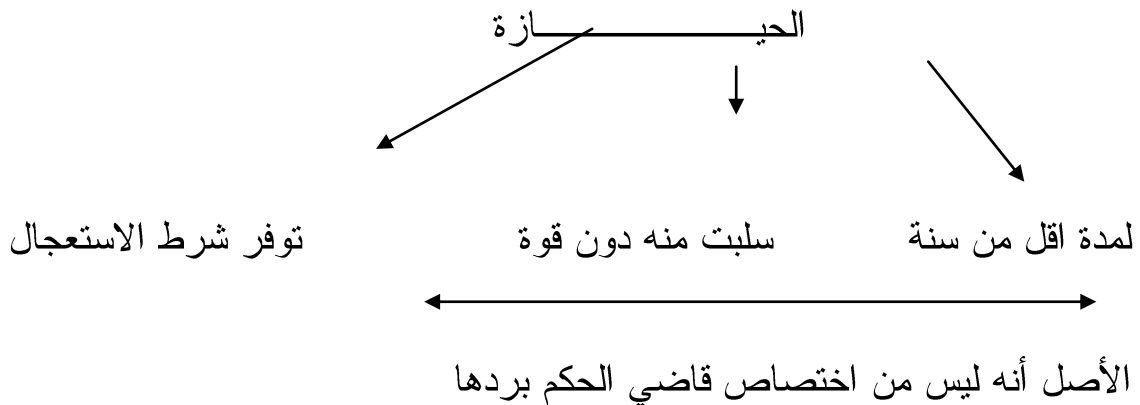 الحيـــــــــــازة
لمدة اقل من سنة سلبت منه دون قوة توفر شرط الاستعجال
الأصل أنه ليس من اختصاص قاضي الحكم بردها